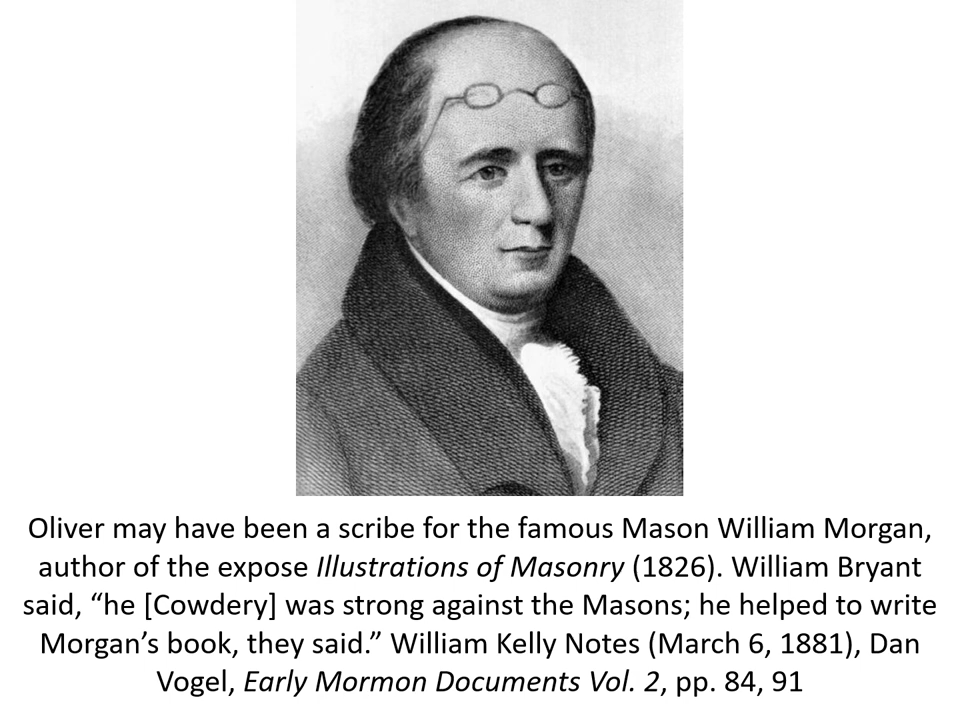 Oliver may have been a scribe for the famous Mason William Morgan,
author of the expose Illustrations of Masonry (1826). William Bryant
said, “he [Cowdery] was strong against the Masons; he helped to write
Morgan’s book, they said.” William Kelly Notes (March 6, 1881), Dan
Vogel, Early Mormon Documents Vol. 2, pp. 84, 91